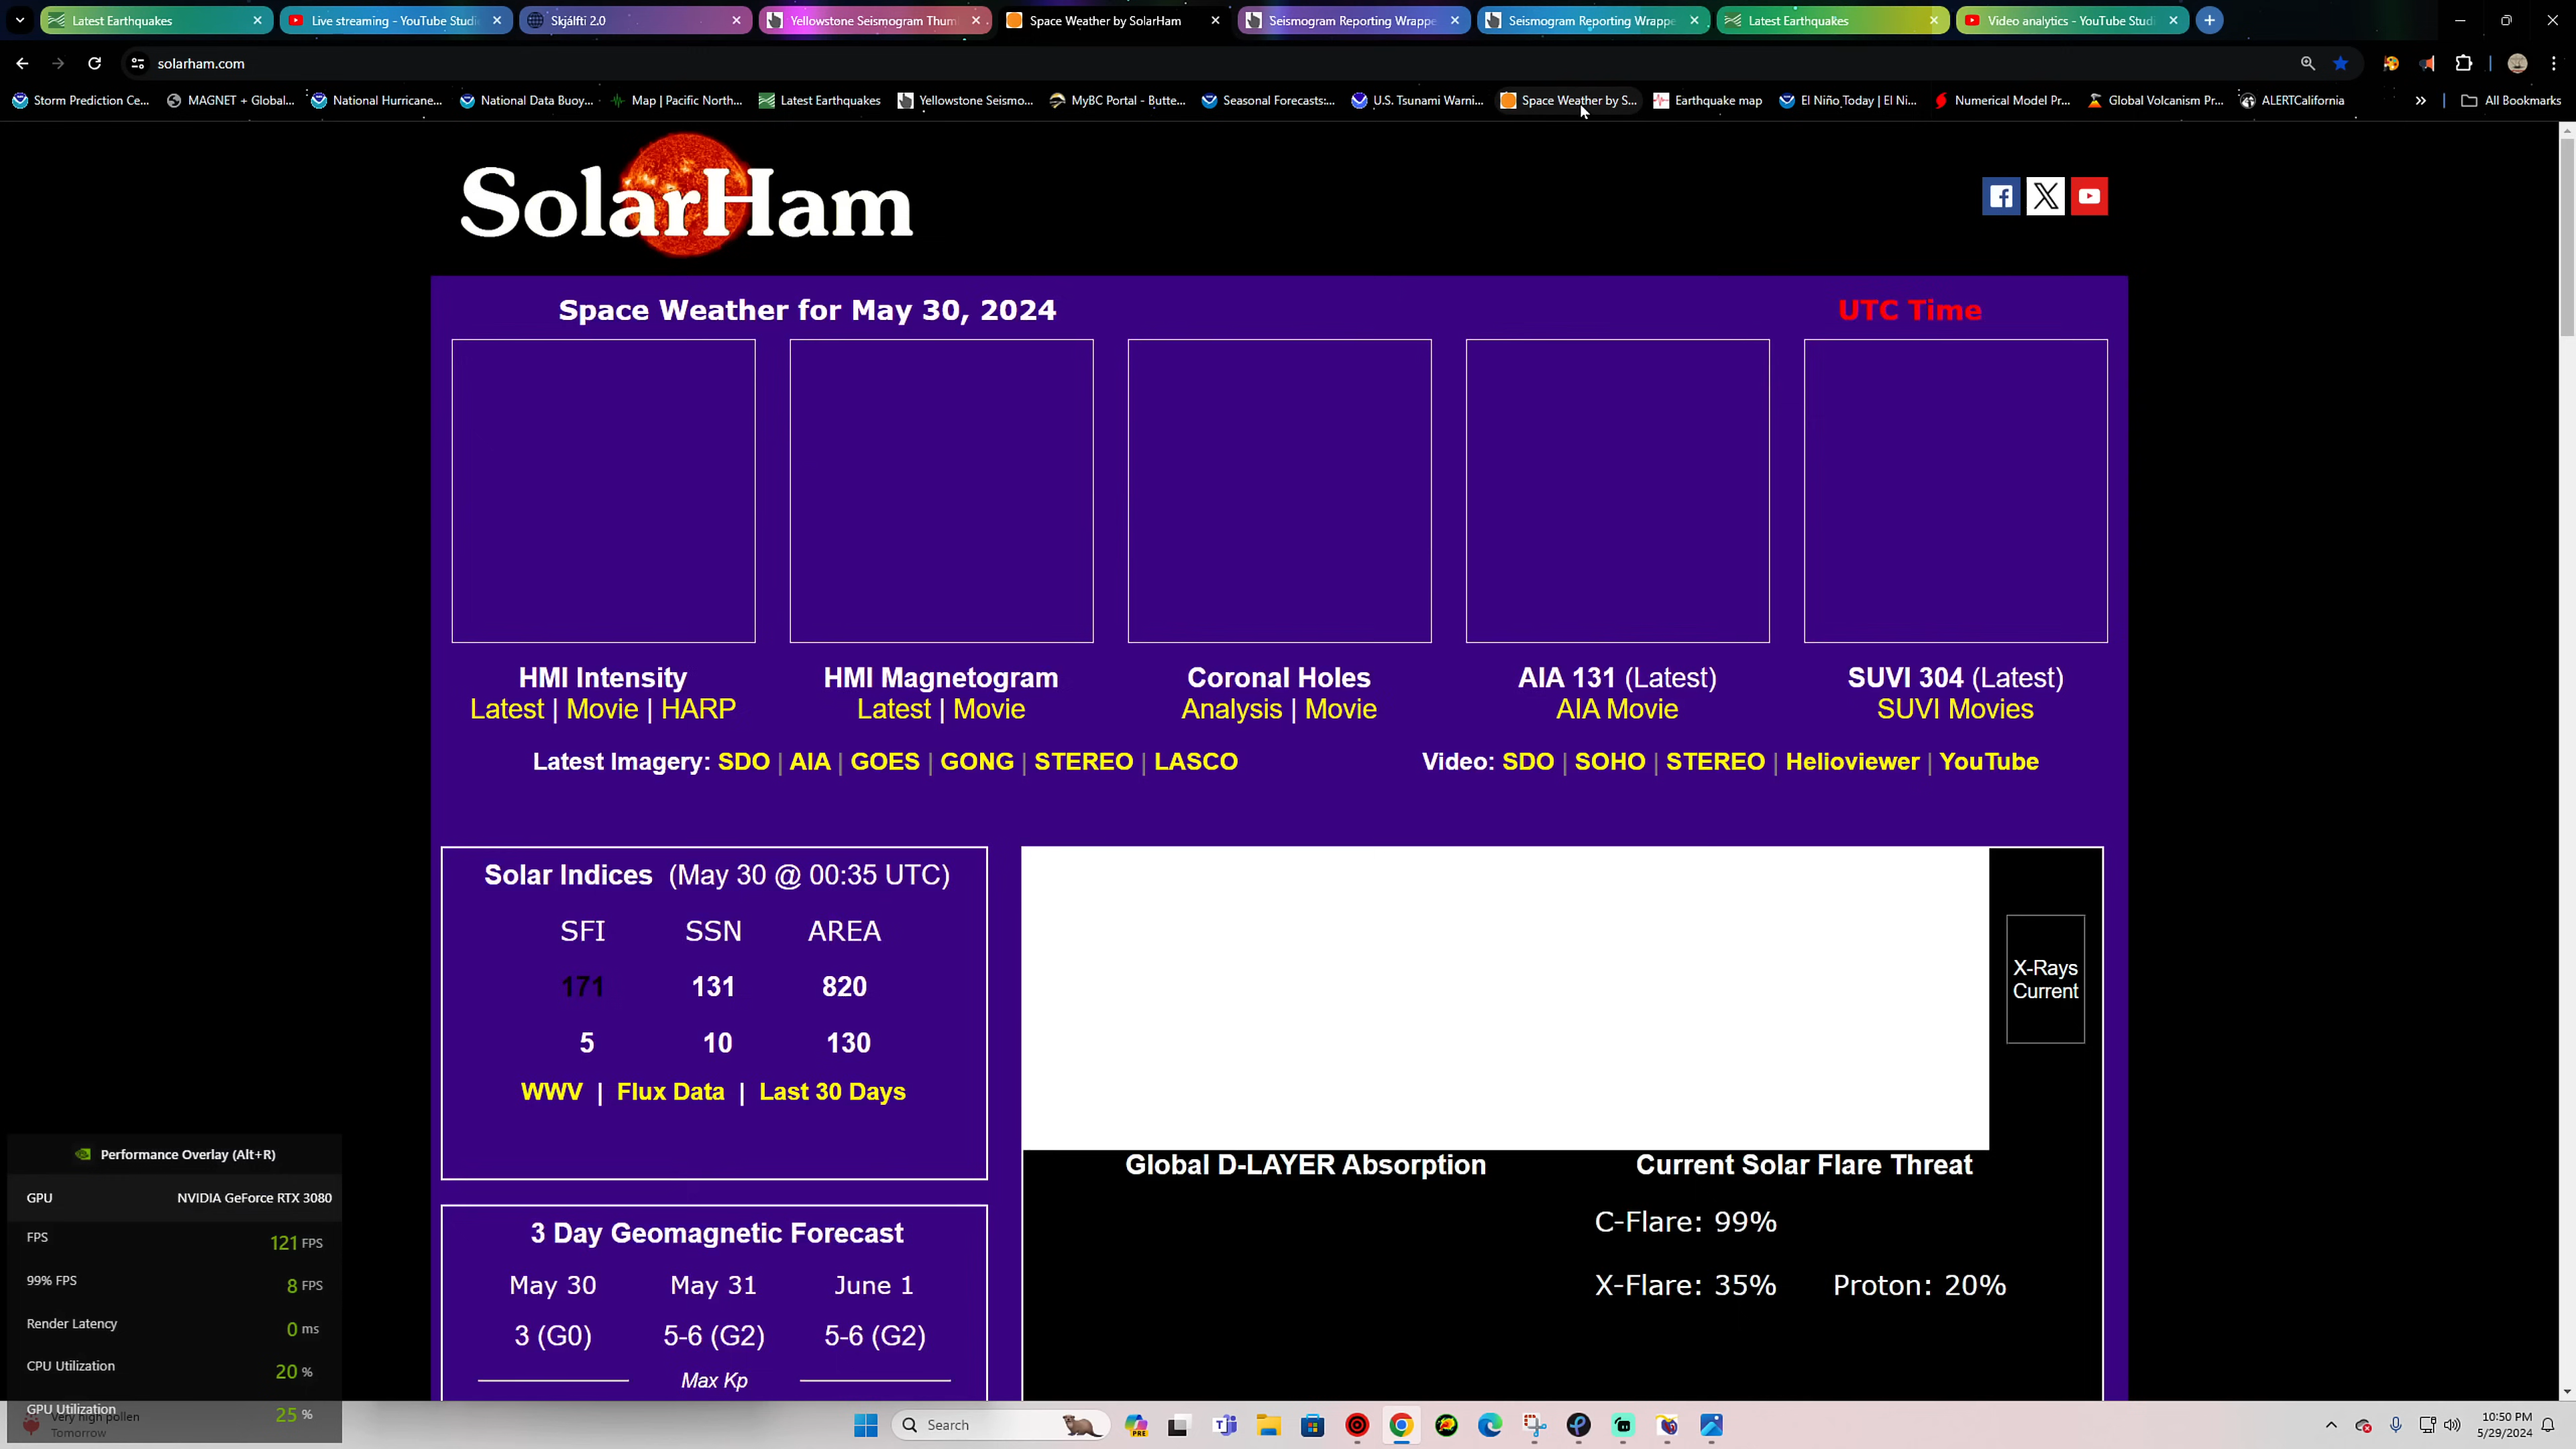 Latest Earthquakes
Live streaming - YouTube Studi
Skjálfti 2.0
Yellowstone Seismogram Thum
Space Weather by SolarHam
Seismogram Reporting Wrappe
Seismogram Reporting Wrappe
Latest Earthquakes
Video analytics - YouTube Studi
solarham.com
Storm Prediction Ce...
MAGNET + Global...
National Hurricane...
National Data Buoy...
Map | Pacific North...
Latest Earthquakes
Yellowstone Seismo...
MyBC Portal - Butte...
Seasonal Forecasts:...
U.S. Tsunami Warni...
Space Weather by S...
Earthquake map
El Niño Today | El Ni...
Numerical Model Pr...
Global Volcanism Pr...
ALERTCalifornia
All Bookmarks
SolarHam
Space Weather for May 30, 2024
UTC Time
HMI Intensity
Latest | Movie | HARP
HMI Magnetogram
Latest | Movie
Coronal Holes
Analysis | Movie
AIA 131 (Latest)
AIA Movie
SUVI 304 (Latest)
SUVI Movies
Latest Imagery: SDO | AIA | GOES | GONG | STEREO | LASCO
Video: SDO | SOHO | STEREO | Helioviewer | YouTube
Solar Indices (May 30 @ 00:35 UTC)
SFI SSN AREA
171 131 820
5 10 130
WWV | Flux Data | Last 30 Days
X-Rays
Current
Global D-LAYER Absorption
Current Solar Flare Threat
C-Flare: 99%
X-Flare: 35% Proton: 20%
3 Day Geomagnetic Forecast
May 30 May 31 June 1
3 (G0) 5-6 (G2) 5-6 (G2)
Max Kp
Performance Overlay (Alt+R)
GPU NVIDIA GeForce RTX 3080
FPS 121 FPS
99% FPS 8 FPS
Render Latency 0 ms
CPU Utilization 20 %
GPU Utilization 25 %
Very high pollen
Tomorrow
Search
PRE
10:50 PM
5/29/2024